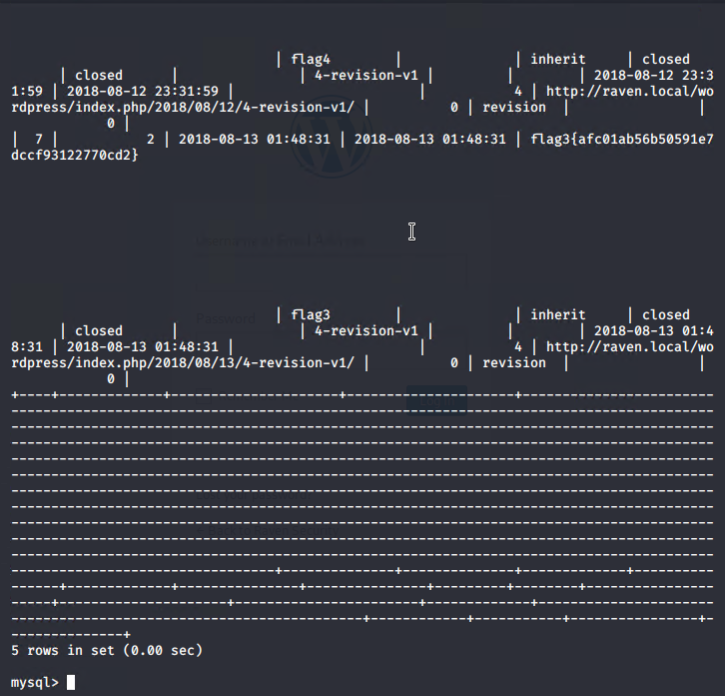 | flag4 | | inherit | closed
| closed | | 4-revision-v1 | | | 2018-08-12 23:3
1:59 | 2018-08-12 23:31:59 | | 4 | http://raven.local/wo
rdpress/index.php/2018/08/12/4-revision-v1/ | 0 | revision | |
0 |
| 7 | 2 | 2018-08-13 01:48:31 | 2018-08-13 01:48:31 | flag3{afc01ab56b50591e7
dccf93122770cd2}
| flag3 | | inherit | closed
| closed | | 4-revision-v1 | | | 2018-08-13 01:4
8:31 | 2018-08-13 01:48:31 | | 4 | http://raven.local/wo
rdpress/index.php/2018/08/13/4-revision-v1/ | 0 | revision | |
0 |
5 rows in set (0.00 sec)
mysql>